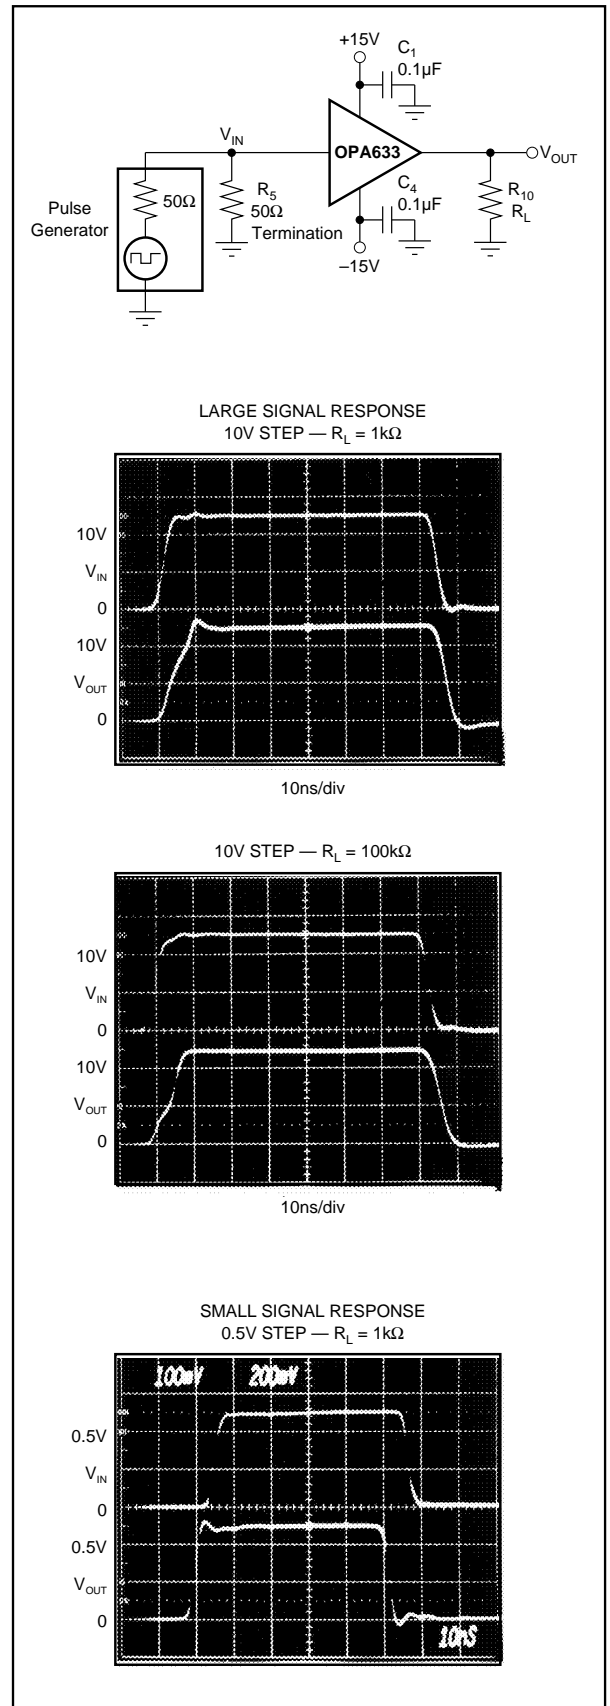 +15V
C1
0.1µF
VIN
OPA633
VOUT
50Ω
R5
50Ω
Termination
C4
0.1µF
R10
RL
Pulse
Generator
–15V
LARGE SIGNAL RESPONSE
10V STEP — RL = 1kΩ
10V
VIN
0
10V
VOUT
0
10ns/div
10V STEP — RL = 100kΩ
10V
VIN
0
10V
VOUT
0
10ns/div
SMALL SIGNAL RESPONSE
0.5V STEP — RL = 1kΩ
100mV 200mV
0.5V
VIN
0
0.5V
VOUT
0
10nS